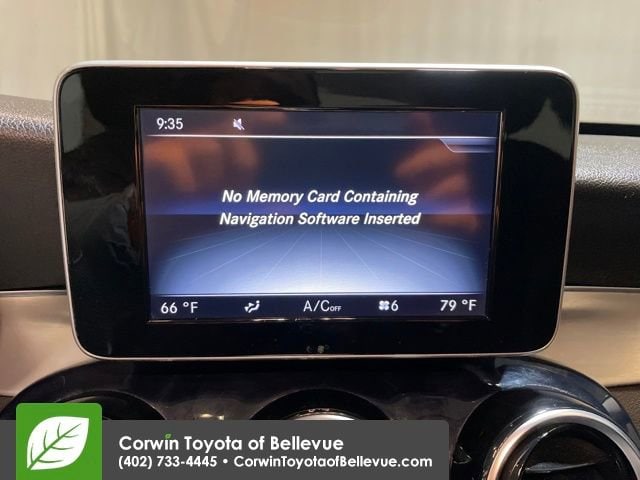 9:35
No Memory Card Containing
Navigation Software Inserted
66 °F A/C OFF 6 79 °F
Corwin Toyota of Bellevue
(402) 733-4445 • CorwinToyotaofBellevue.com